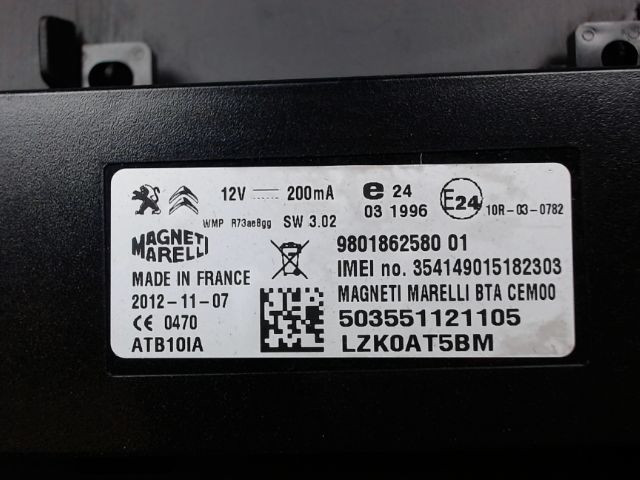 12V 200mA e 24
03 1996 E24 10R-03-0782
WMP R73ae8gg SW 3.02
MAGNETI
MARELLI
9801862580 01
IMEI no. 354149015182303
MADE IN FRANCE
MAGNETI MARELLI BTA CEM00
2012-11-07
503551121105
CE 0470
ATB10IA
LZK0AT5BM